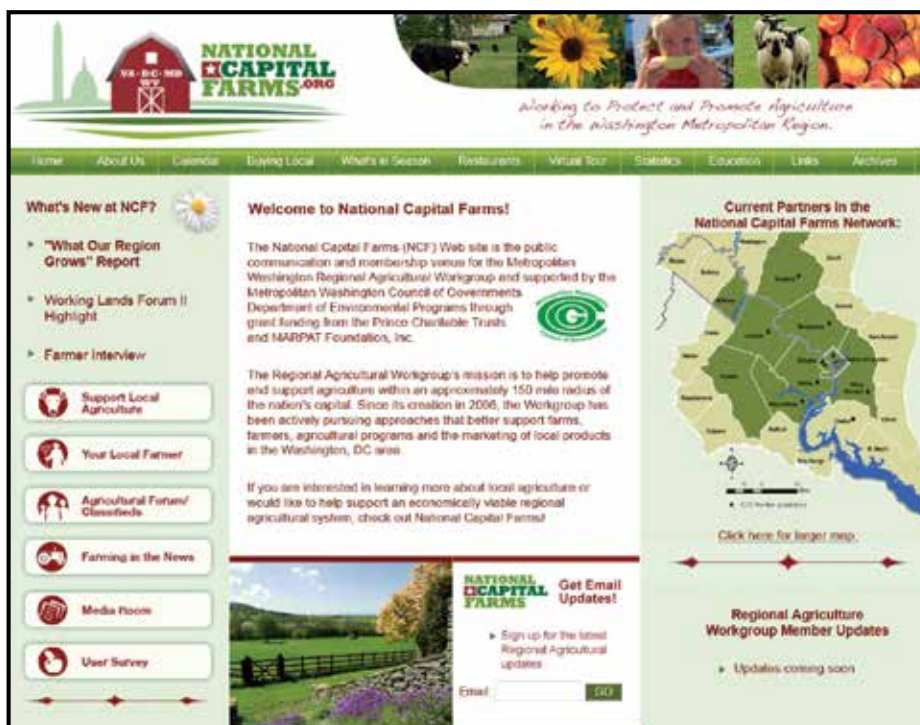 VA · DC · MD
WV
NATIONAL
CAPITAL
FARMS.ORG
Working to Protect and Promote Agriculture
in the Washington Metropolitan Region.
Home About Us Calendar Buying Local What's in Season Restaurants Virtual Tour Statistics Education Links Archives
What's New at NCF?
"What Our Region
Grows" Report
Working Lands Forum II
Highlight
Farmer Interview
Support Local
Agriculture
Your Local Farmer
Agricultural Forum/
Classifieds
Farming in the News
Media Room
User Survey
Welcome to National Capital Farms!
The National Capital Farms (NCF) Web site is the public
communication and membership venue for the Metropolitan
Washington Regional Agricultural Workgroup and supported by the
Metropolitan Washington Council of Governments
Department of Environmental Programs through
grant funding from the Prince Charitable Trusts
and MARPAT Foundation, Inc.
The Regional Agricultural Workgroup's mission is to help promote
and support agriculture within an approximately 150 mile radius of
the nation's capital. Since its creation in 2006, the Workgroup has
been actively pursuing approaches that better support farms,
farmers, agricultural programs and the marketing of local products
in the Washington, DC area.
If you are interested in learning more about local agriculture or
would like to help support an economically viable regional
agricultural system, check out National Capital Farms!
NATIONAL
CAPITAL
FARMS
Get Email
Updates!
Sign up for the latest
Regional Agricultural
updates
Email
GO
Current Partners in the
National Capital Farms Network:
Click here for larger map.
Regional Agriculture
Workgroup Member Updates
Updates coming soon